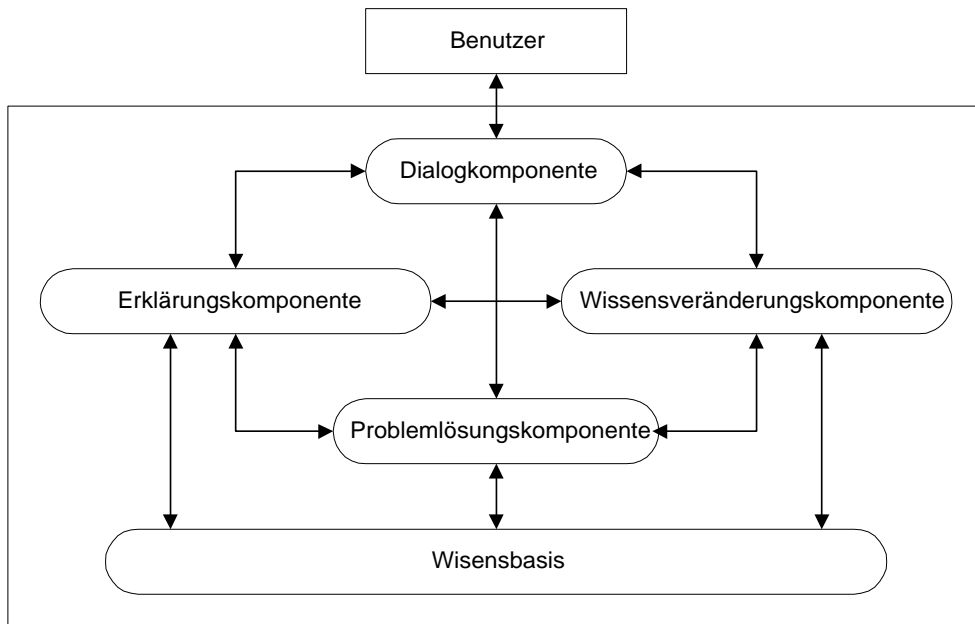 Benutzer
Dialogkomponente
Erklärungskomponente
Wissensveränderungskomponente
Problemlösungskomponente
Wisensbasis